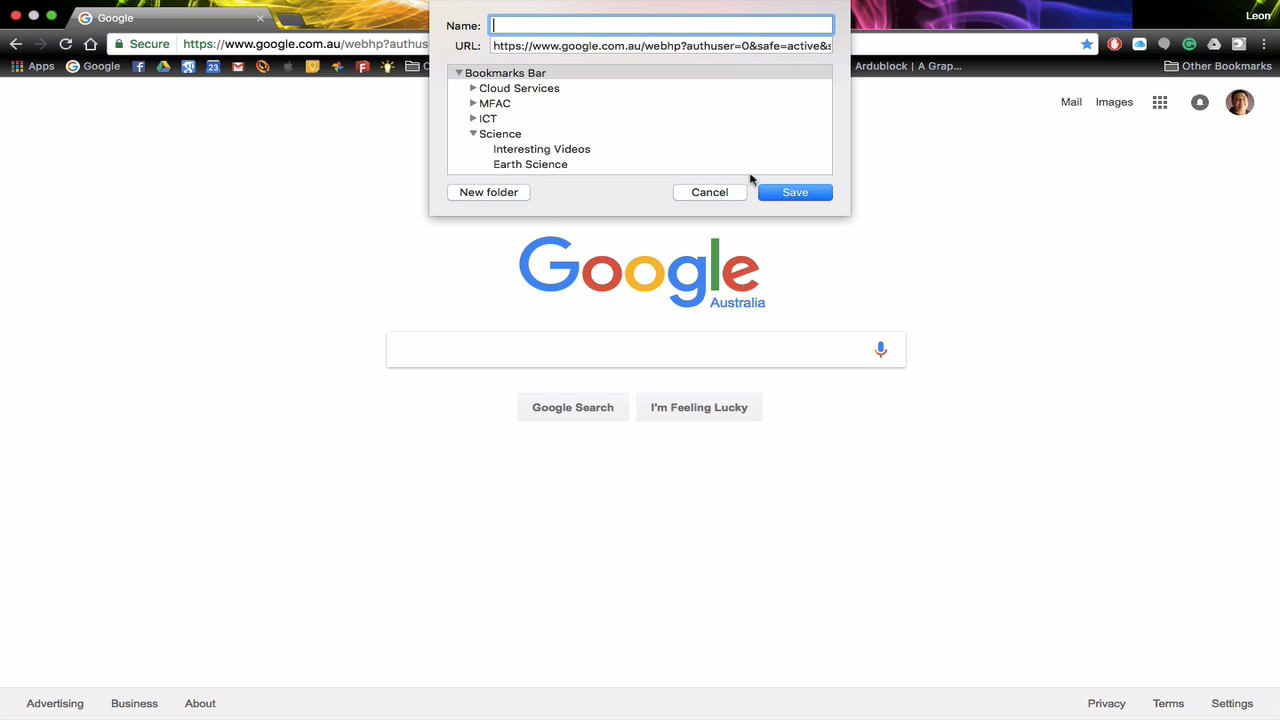 Google
Leon
Name:
URL: https://www.google.com.au/webhp?authuser=0&safe=active&s
Secure https://www.google.com.au/webhp?authus
Apps Google 23 Ardublock | A Grap... Other Bookmarks
Bookmarks Bar
Cloud Services
MFAC
ICT
Science
Interesting Videos
Earth Science
New folder Cancel Save
Mail Images
Google
Australia
Google Search I'm Feeling Lucky
Advertising Business About Privacy Terms Settings